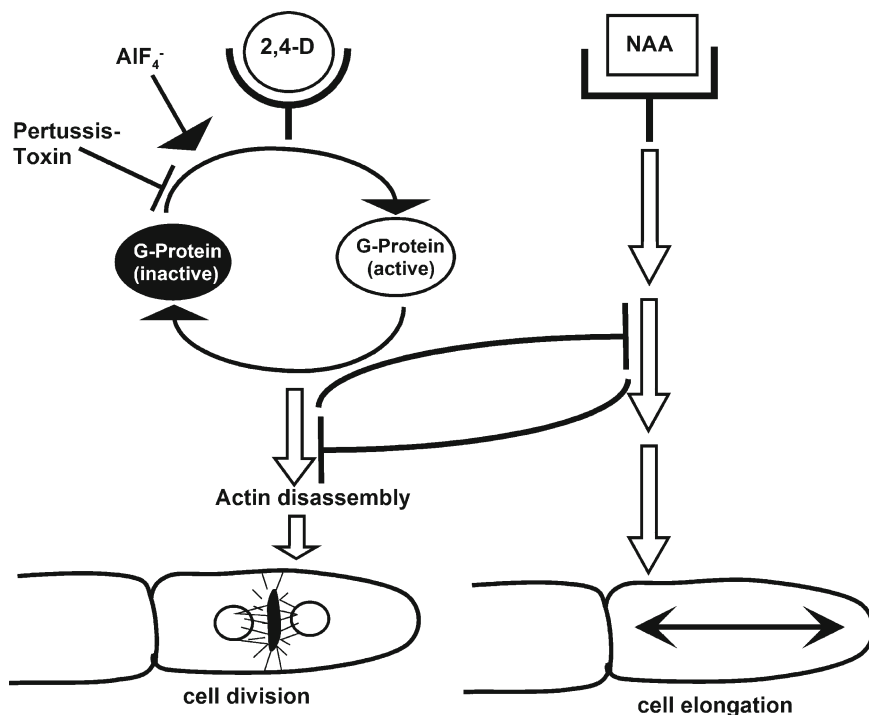 2,4-D
NAA
AlF4-
Pertussis-
Toxin
G-Protein
(inactive)
G-Protein
(active)
Actin disassembly
cell division
cell elongation